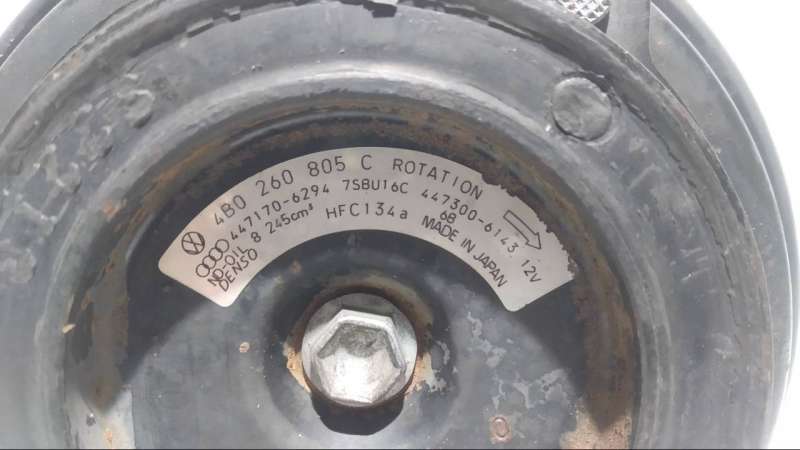 4B0 260 805 C ROTATION
447170-6294 7SBU16C 447300-6143 12V
ND-OIL 8 245cm³ HFC134a 6B
DENSO MADE IN JAPAN